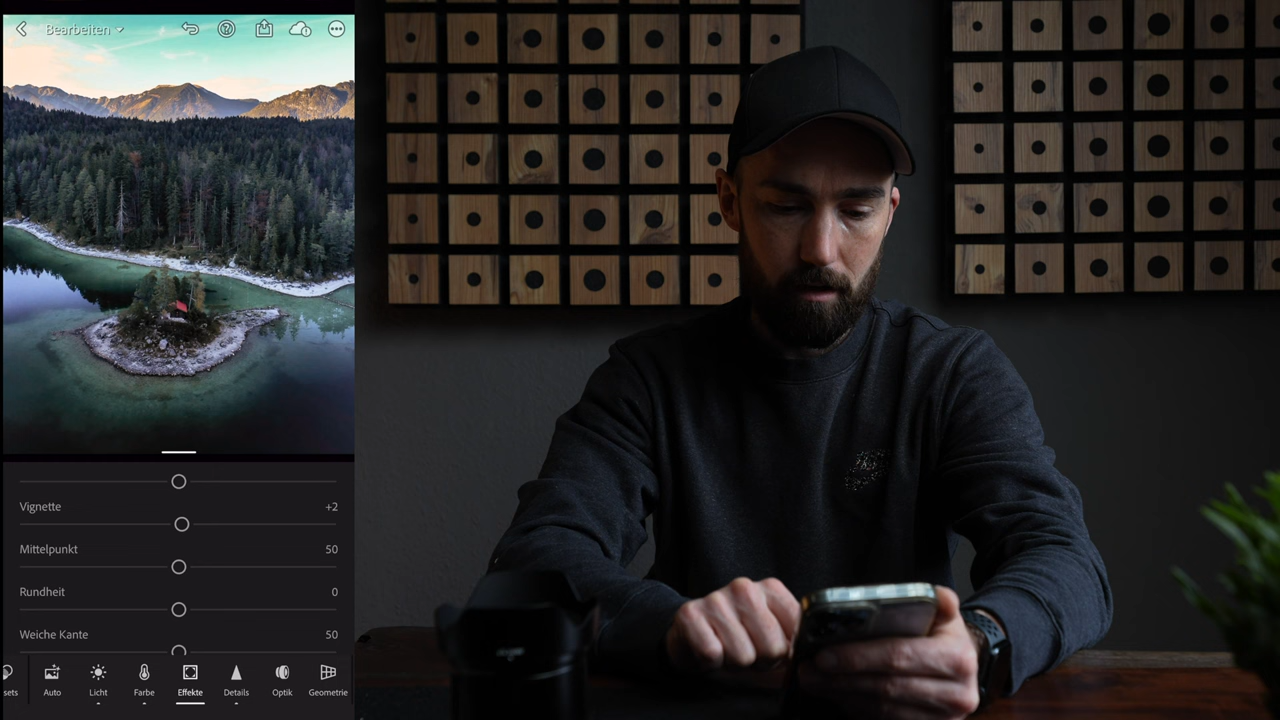 Bearbeiten
Vignette +2
Mittelpunkt 50
Rundheit 0
Weiche Kante 50
sets Auto Licht Farbe Effekte Details Optik Geometrie